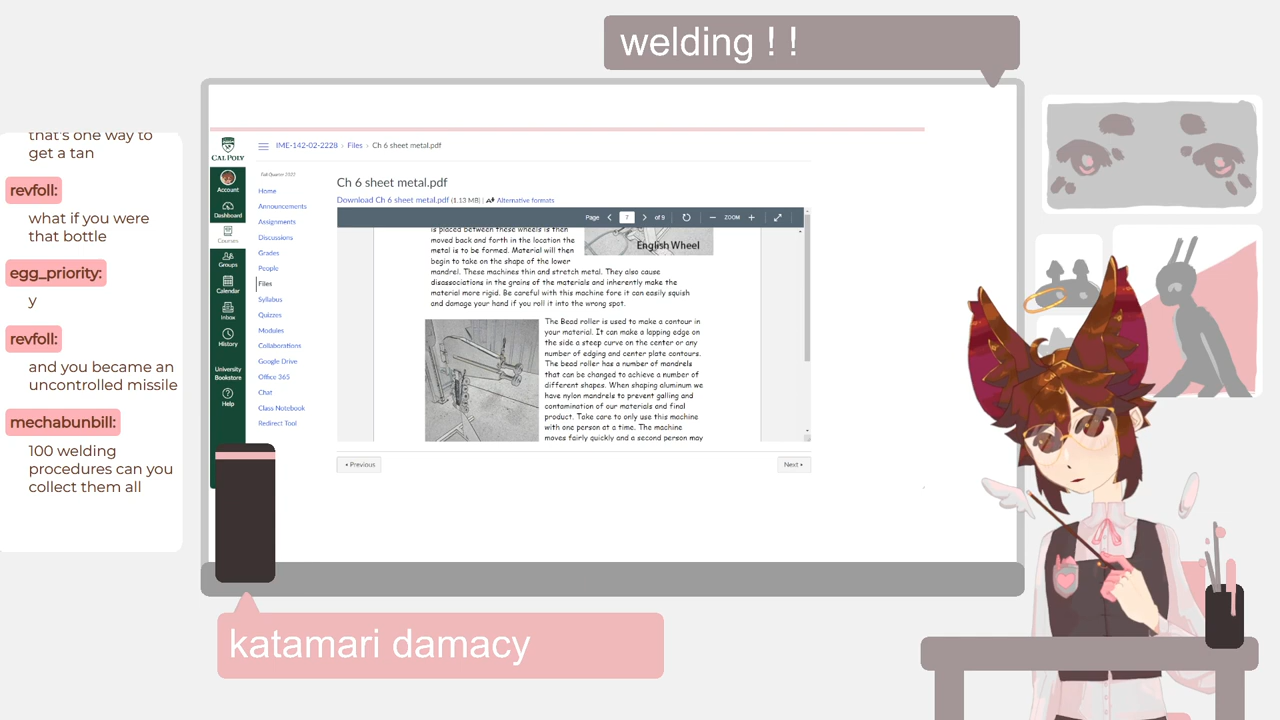 welding ! !
that's one way to
get a tan
revfoll:
what if you were
that bottle
egg_priority:
y
revfoll:
and you became an
uncontrolled missile
mechabunbill:
100 welding
procedures can you
collect them all
CAL POLY
Account
Dashboard
Courses
Groups
Calendar
Inbox
History
University
Bookstore
Help
IME-142-02-2228 › Files › Ch 6 sheet metal.pdf
Fall Quarter 2022
Home
Announcements
Assignments
Discussions
Grades
People
Files
Syllabus
Quizzes
Modules
Collaborations
Google Drive
Office 365
Chat
Class Notebook
Redirect Tool
Ch 6 sheet metal.pdf
Download Ch 6 sheet metal.pdf (1.13 MB) | Alternative formats
Page 7 of 9 ZOOM
is placed between these wheels is then
moved back and forth in the location the
metal is to be formed. Material will then
begin to take on the shape of the lower
mandrel. These machines thin and stretch metal. They also cause
disassociations in the grains of the materials and inherently make the
material more rigid. Be careful with this machine fore it can easily squish
and damage your hand if you roll it into the wrong spot.
English Wheel
The Bead roller is used to make a contour in
your material. It can make a lapping edge on
the side a steep curve on the center or any
number of edging and center plate contours.
The bead roller has a number of mandrels
that can be changed to achieve a number of
different shapes. When shaping aluminum we
have nylon mandrels to prevent galling and
contamination of our materials and final
product. Take care to only use this machine
with one person at a time. The machine
moves fairly quickly and a second person may
◂ Previous
Next ▸
katamari damacy